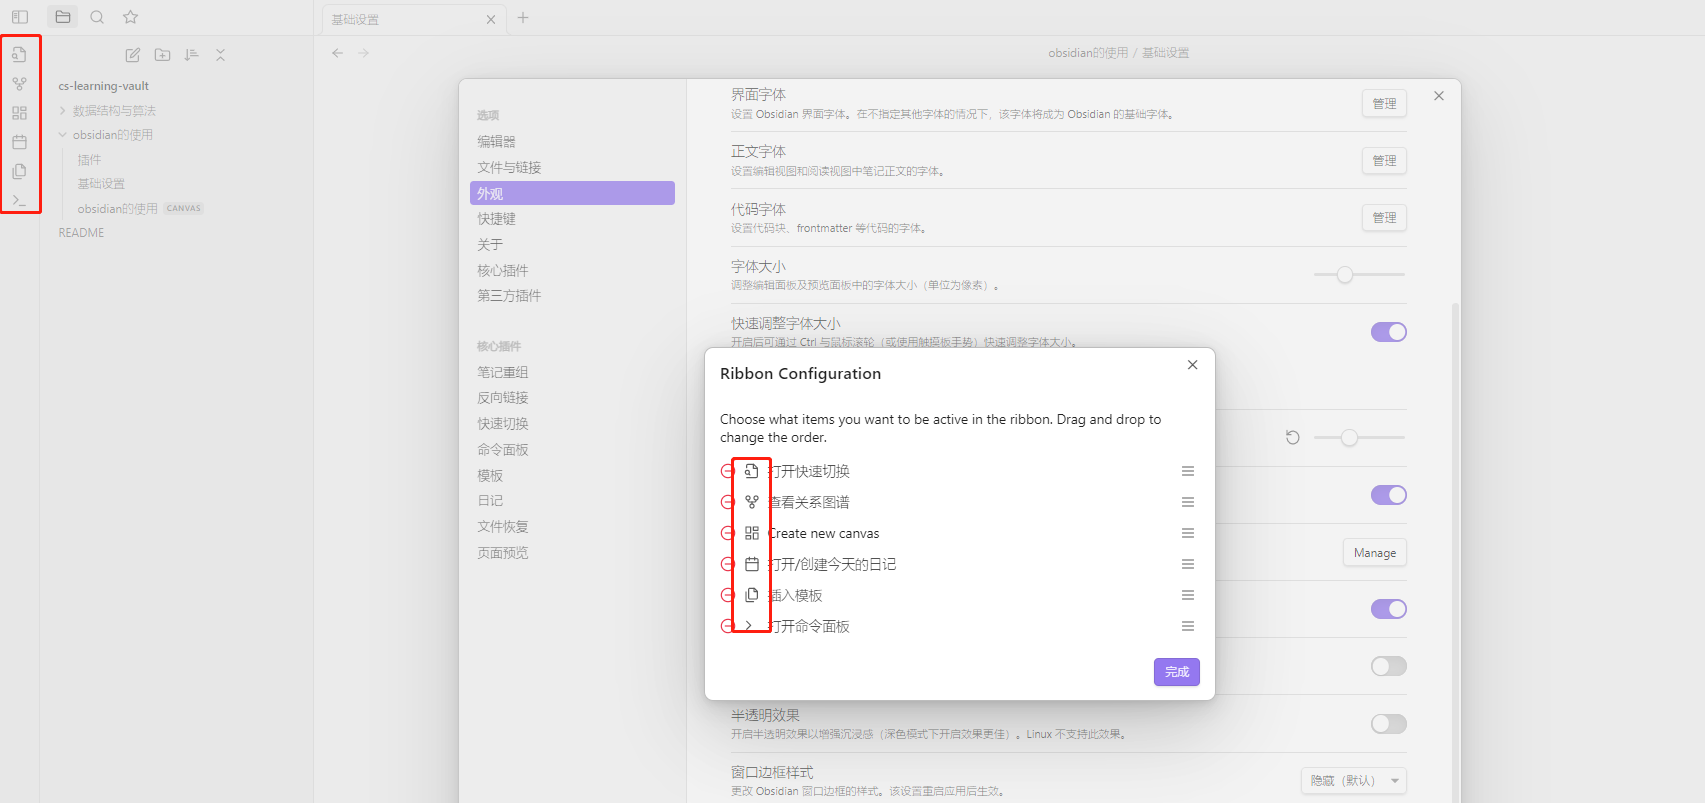 基础设置
obsidian的使用 / 基础设置
cs-learning-vault
数据结构与算法
obsidian的使用
插件
基础设置
obsidian的使用 CANVAS
README
选项
编辑器
文件与链接
外观
快捷键
关于
核心插件
第三方插件
核心插件
笔记重组
反向链接
快速切换
命令面板
模板
日记
文件恢复
页面预览
界面字体
设置 Obsidian 界面字体。在不指定其他字体的情况下，该字体将成为 Obsidian 的基础字体。
管理
正文字体
设置编辑视图和阅读视图中笔记正文的字体。
管理
代码字体
设置代码块、frontmatter 等代码的字体。
管理
字体大小
调整编辑面板及预览面板中的字体大小（单位为像素）。
快速调整字体大小
开启后可通过 Ctrl 与鼠标滚轮（或使用触摸板手势）快速调整字体大小。
Ribbon Configuration
Choose what items you want to be active in the ribbon. Drag and drop to
change the order.
打开快速切换
查看关系图谱
Create new canvas
打开/创建今天的日记
插入模板
打开命令面板
完成
Manage
半透明效果
开启半透明效果以增强沉浸感（深色模式下开启效果更佳）。Linux 不支持此效果。
窗口边框样式
更改 Obsidian 窗口边框的样式。该设置重启应用后生效。
隐藏（默认）